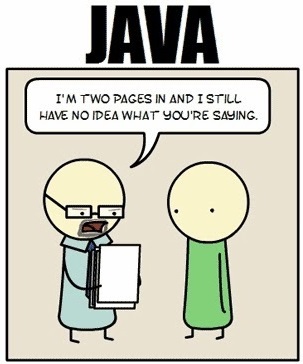 JAVA
I'M TWO PAGES IN AND I STILL
HAVE NO IDEA WHAT YOU'RE SAYING.